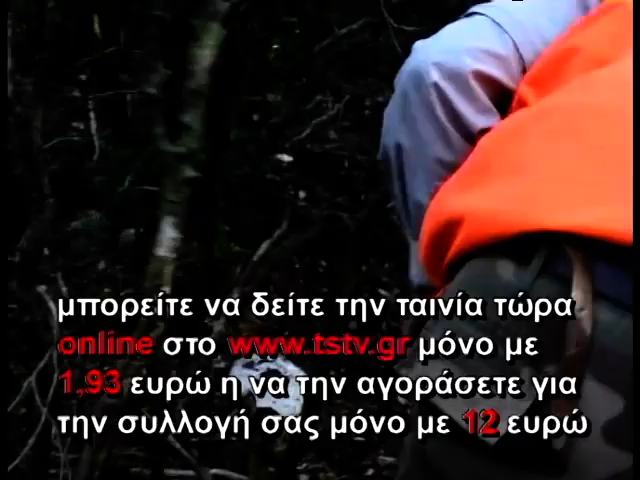 μπορείτε να δείτε την ταινία τώρα
online στο www.tstv.gr μόνο με
1,93 ευρώ η να την αγοράσετε για
την συλλογή σας μόνο με 12 ευρώ